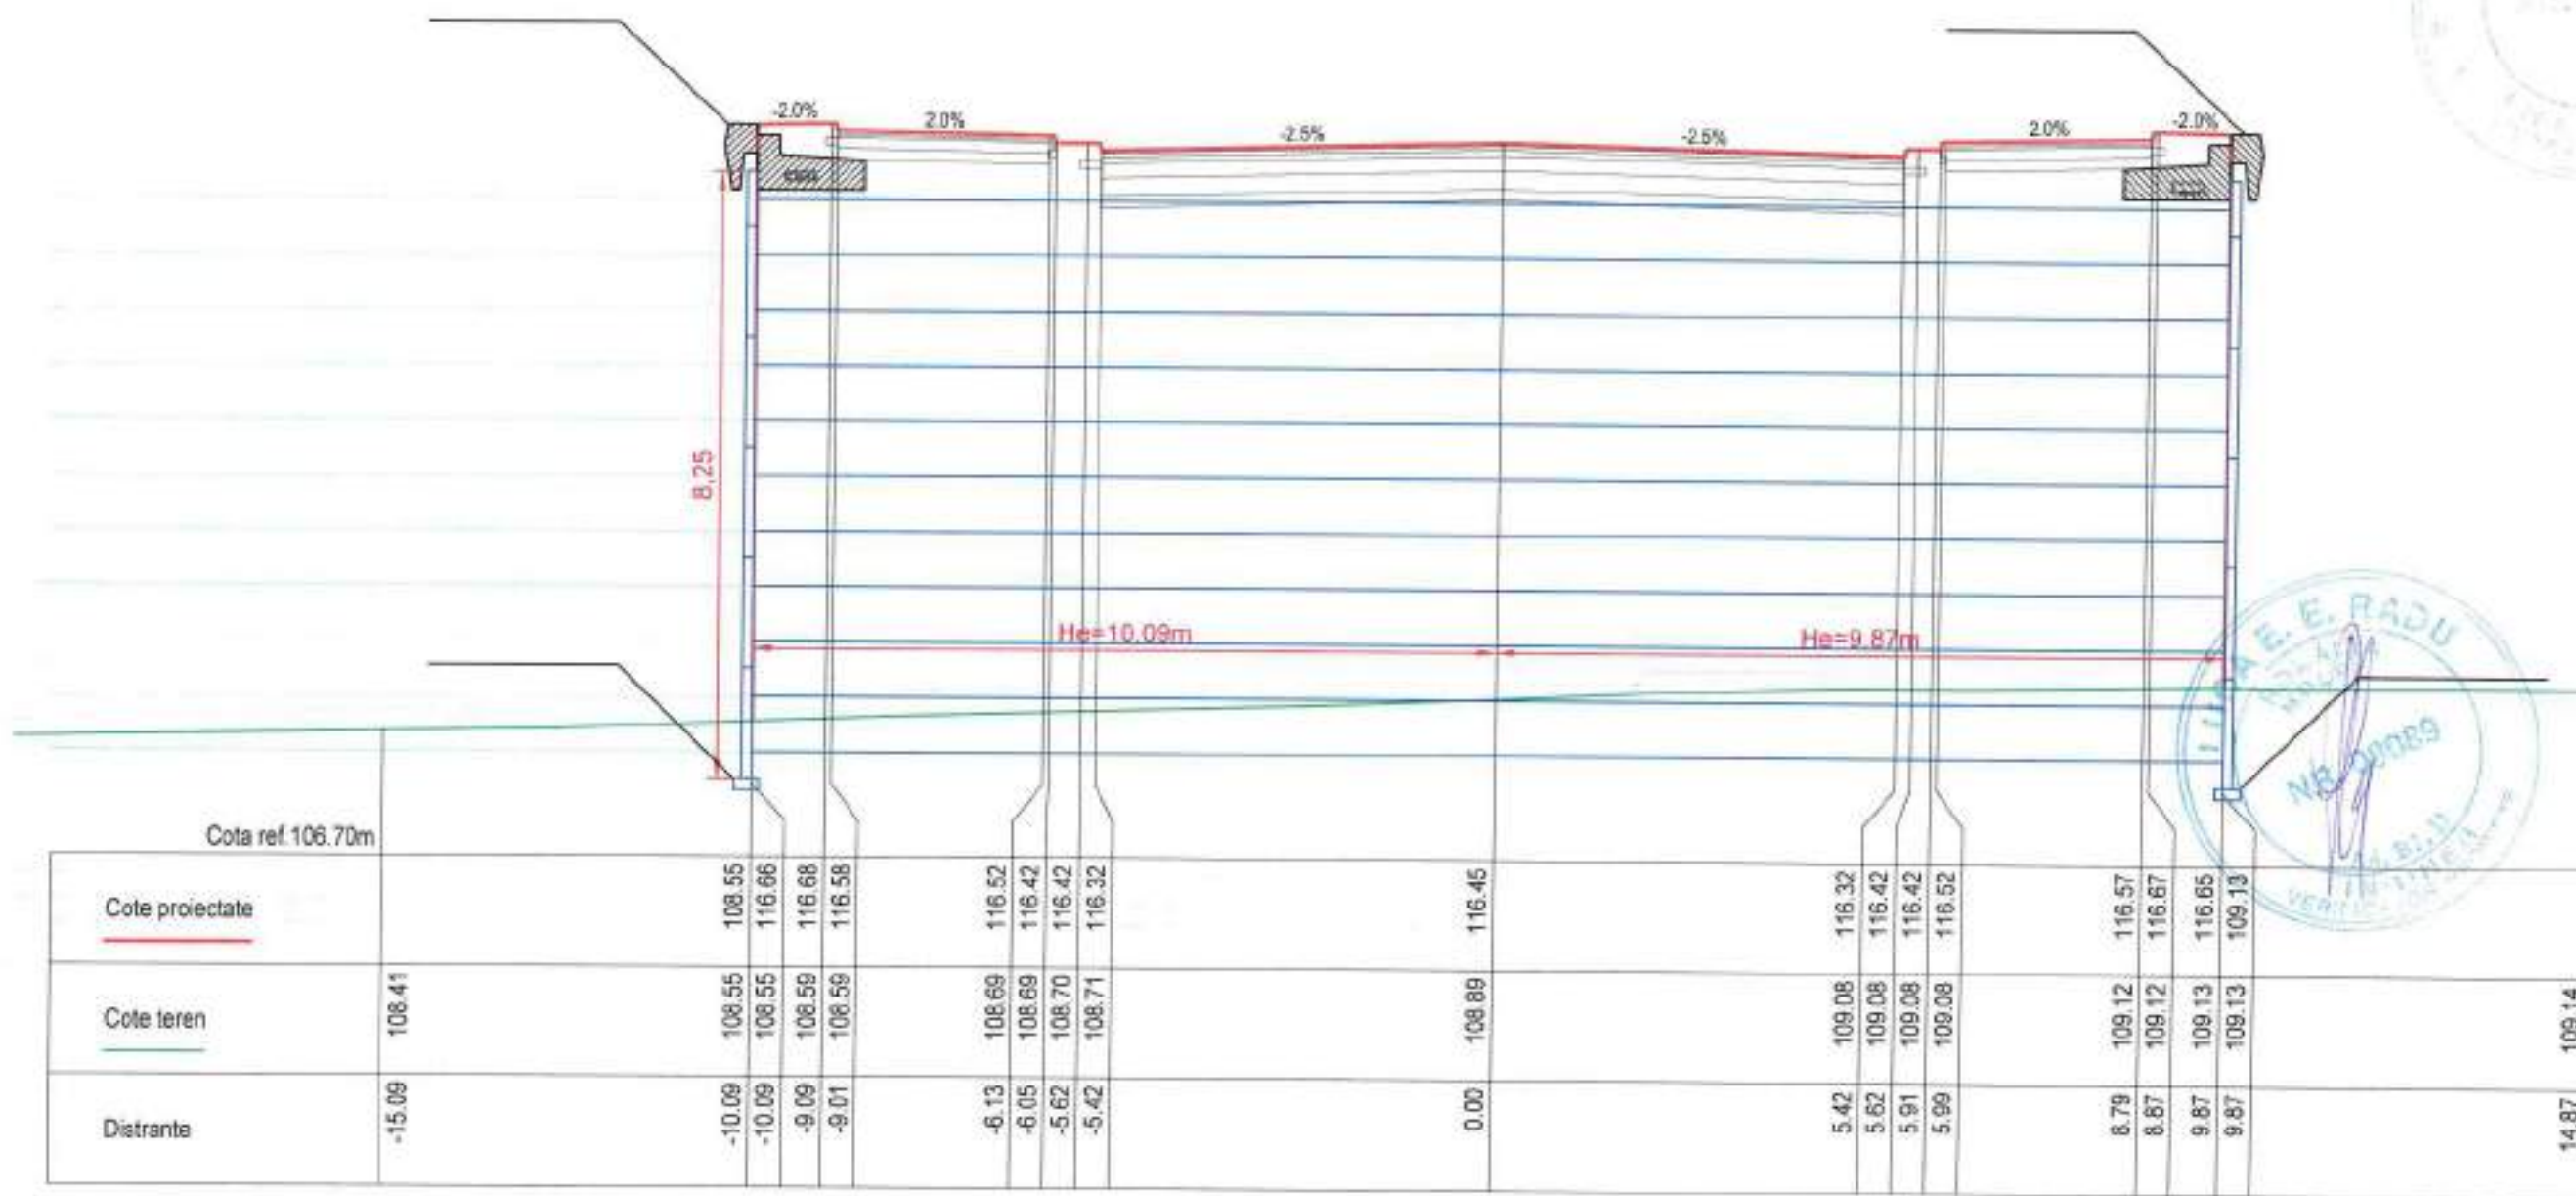 -2.0%
2.0%
-2.5%
-2.5%
2.0%
-2.0%
8,25
He=10.09m
He=9.87m
E. E. RADU
NR. 08089
Cota ref.106.70m
Cote proiectate
108.55 116.66 116.68 116.58 116.52 116.42 116.42 116.32 116.45 116.32 116.42 116.42 116.52 116.57 116.67 116.65 109.13
Cote teren
108.41 108.55 108.55 108.59 108.59 108.69 108.69 108.70 108.71 108.89 109.08 109.08 109.08 109.08 109.12 109.12 109.13 109.13 109.14
Distrante
-15.09 -10.09 -10.09 -9.09 -9.01 -6.13 -6.05 -5.62 -5.42 0.00 5.42 5.62 5.91 5.99 8.79 8.87 9.87 9.87 14.87